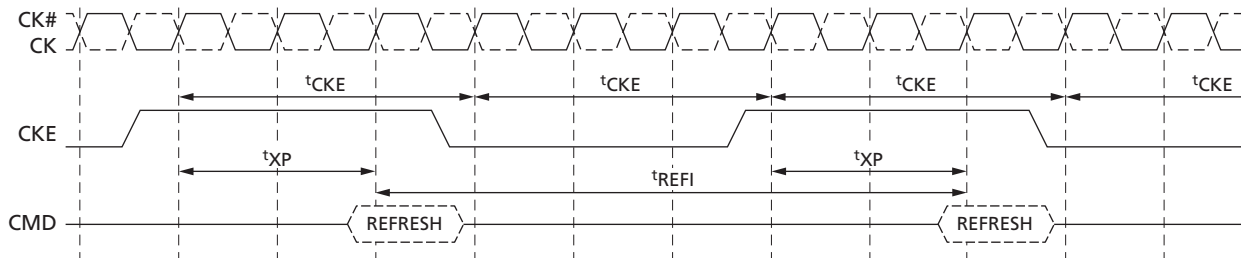 CK#
CK
tCKE tCKE tCKE tCKE
CKE
tXP tXP
tREFI
CMD REFRESH REFRESH